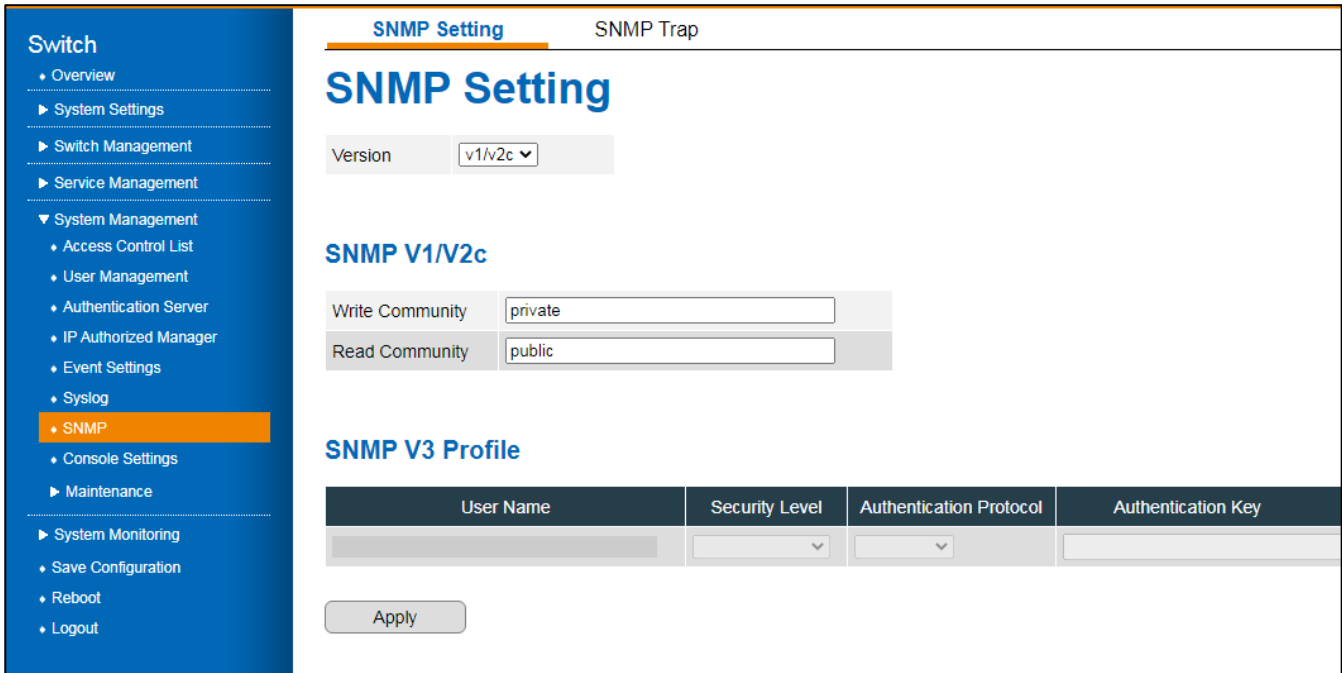 Switch
Overview
System Settings
Switch Management
Service Management
System Management
Access Control List
User Management
Authentication Server
IP Authorized Manager
Event Settings
Syslog
SNMP
Console Settings
Maintenance
System Monitoring
Save Configuration
Reboot
Logout
SNMP Setting SNMP Trap
SNMP Setting
Version v1/v2c
SNMP V1/V2c
Write Community private
Read Community public
SNMP V3 Profile
User Name Security Level Authentication Protocol Authentication Key
Apply